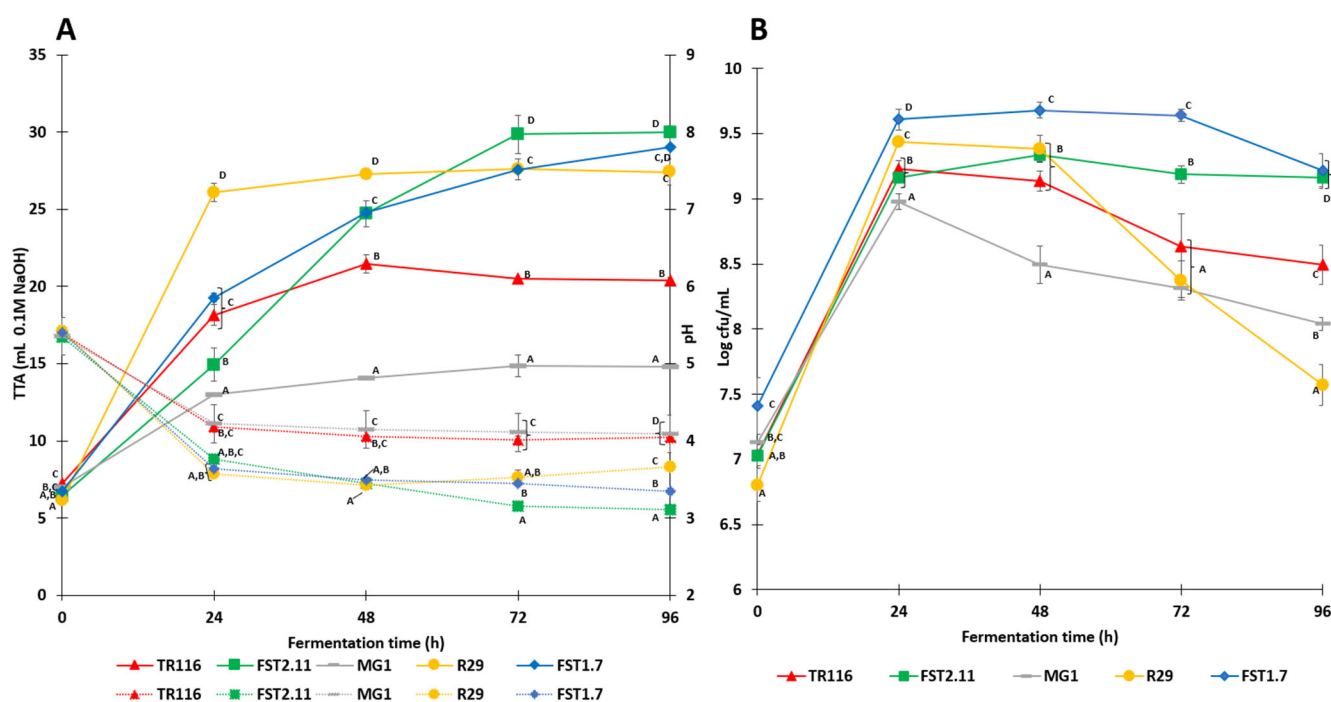 A
35
30
25
20
15
10
5
0
TTA (mL 0.1M NaOH)
9
8
7
6
5
4
3
2
pH
D
D
D
D
C
C,D
C
C
C
B
B
B
B
A
A
A
A
C
B,C
A,B
A
C
B,C
A,B,C
A,B
C
B,C
A,B
A
C
A,B
B
A
D
C
B
A
0 24 48 72 96
Fermentation time (h)
TR116 FST2.11 MG1 R29 FST1.7
TR116 FST2.11 MG1 R29 FST1.7
B
10
9.5
9
8.5
8
7.5
7
6.5
6
Log cfu/mL
D
C
B
A
C
B
A
C
B
A
D
C
B
A
C
B,C
A,B
A
0 24 48 72 96
Fermentation time (h)
TR116 FST2.11 MG1 R29 FST1.7